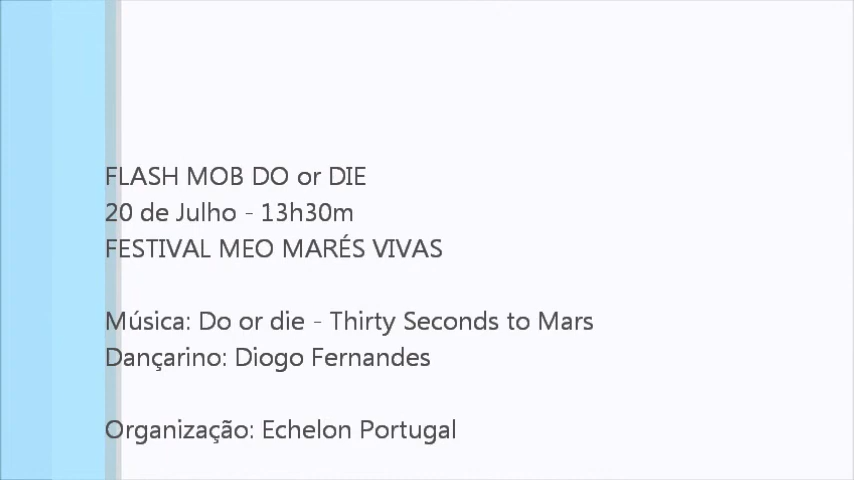 FLASH MOB DO or DIE
20 de Julho - 13h30m
FESTIVAL MEO MARÉS VIVAS
Música: Do or die - Thirty Seconds to Mars
Dançarino: Diogo Fernandes
Organização: Echelon Portugal